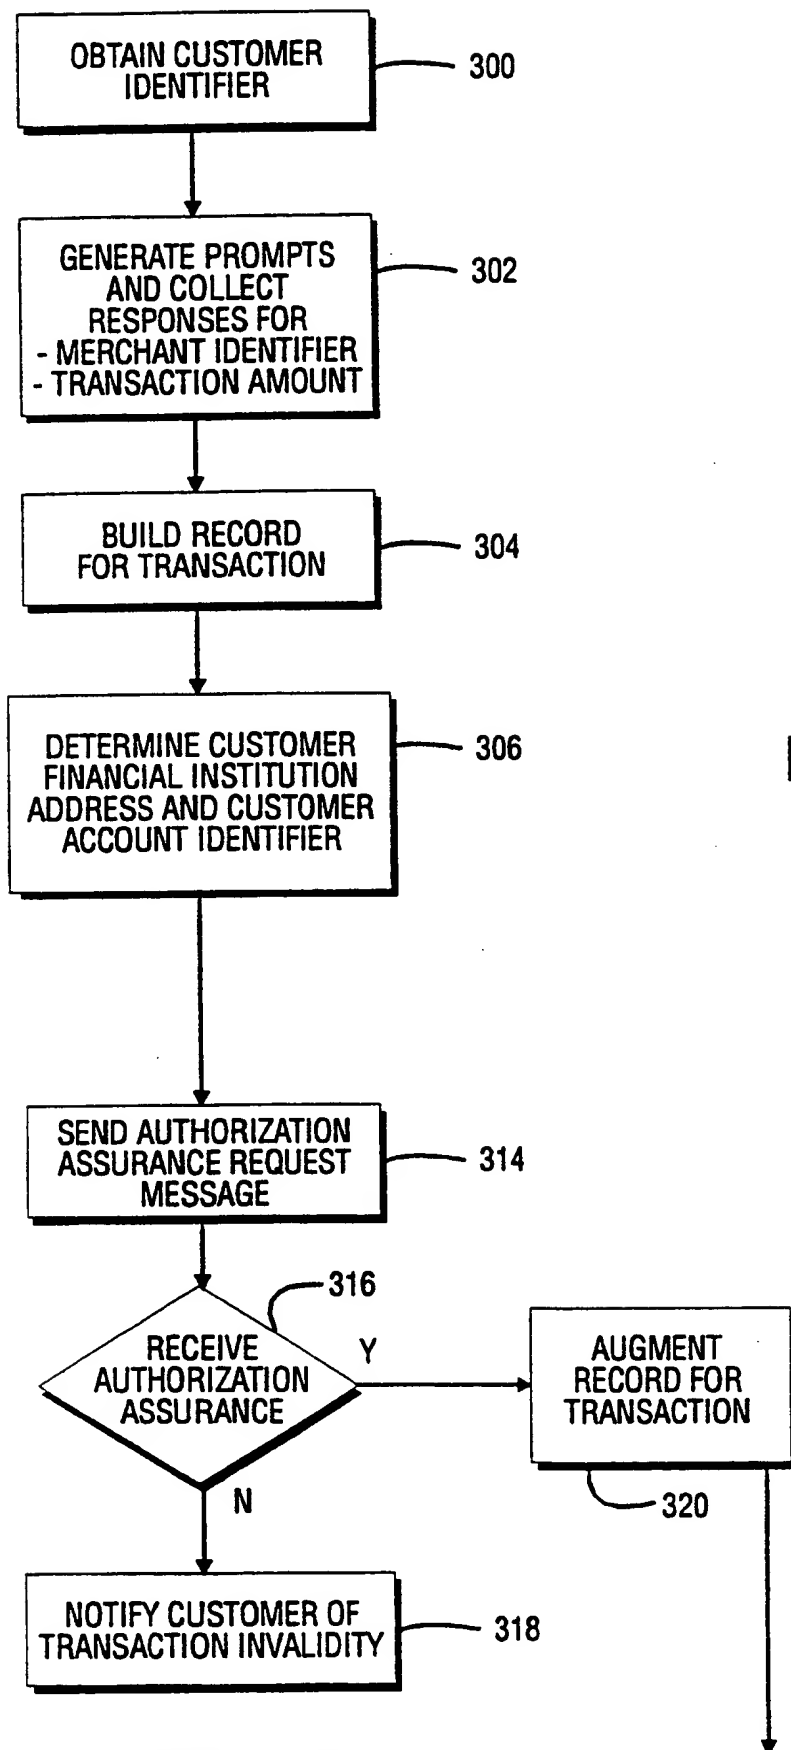 OBTAIN CUSTOMER
IDENTIFIER
300
GENERATE PROMPTS
AND COLLECT
RESPONSES FOR
- MERCHANT IDENTIFIER
- TRANSACTION AMOUNT
302
BUILD RECORD
FOR TRANSACTION
304
DETERMINE CUSTOMER
FINANCIAL INSTITUTION
ADDRESS AND CUSTOMER
ACCOUNT IDENTIFIER
306
SEND AUTHORIZATION
ASSURANCE REQUEST
MESSAGE
314
316
RECEIVE
AUTHORIZATION
ASSURANCE
Y
N
AUGMENT
RECORD FOR
TRANSACTION
320
NOTIFY CUSTOMER OF
TRANSACTION INVALIDITY
318